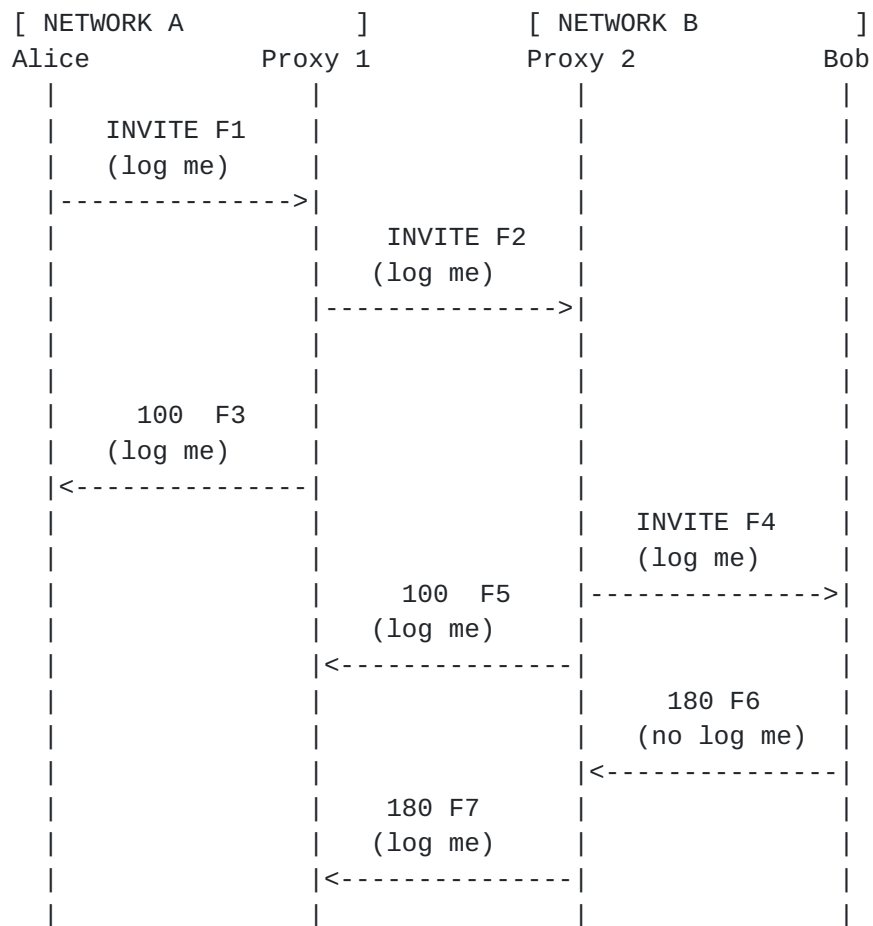 [ NETWORK A           ]          [ NETWORK B          ]
Alice           Proxy 1          Proxy 2            Bob
  |                |                |                |
  |   INVITE F1    |                |                |
  |   (log me)     |                |                |
  |--------------->|                |                |
  |                |    INVITE F2   |                |
  |                |   (log me)     |                |
  |                |--------------->|                |
  |                |                |                |
  |                |                |                |
  |     100  F3    |                |                |
  |   (log me)     |                |                |
  |<---------------|                |                |
  |                |                |   INVITE F4    |
  |                |                |   (log me)     |
  |                |     100  F5    |--------------->|
  |                |   (log me)     |                |
  |                |<---------------|                |
  |                |                |     180 F6     |
  |                |                |   (no log me)  |
  |                |                |<---------------|
  |                |    180 F7      |                |
  |                |   (log me)     |                |
  |                |<---------------|                |
  |                |                |                |